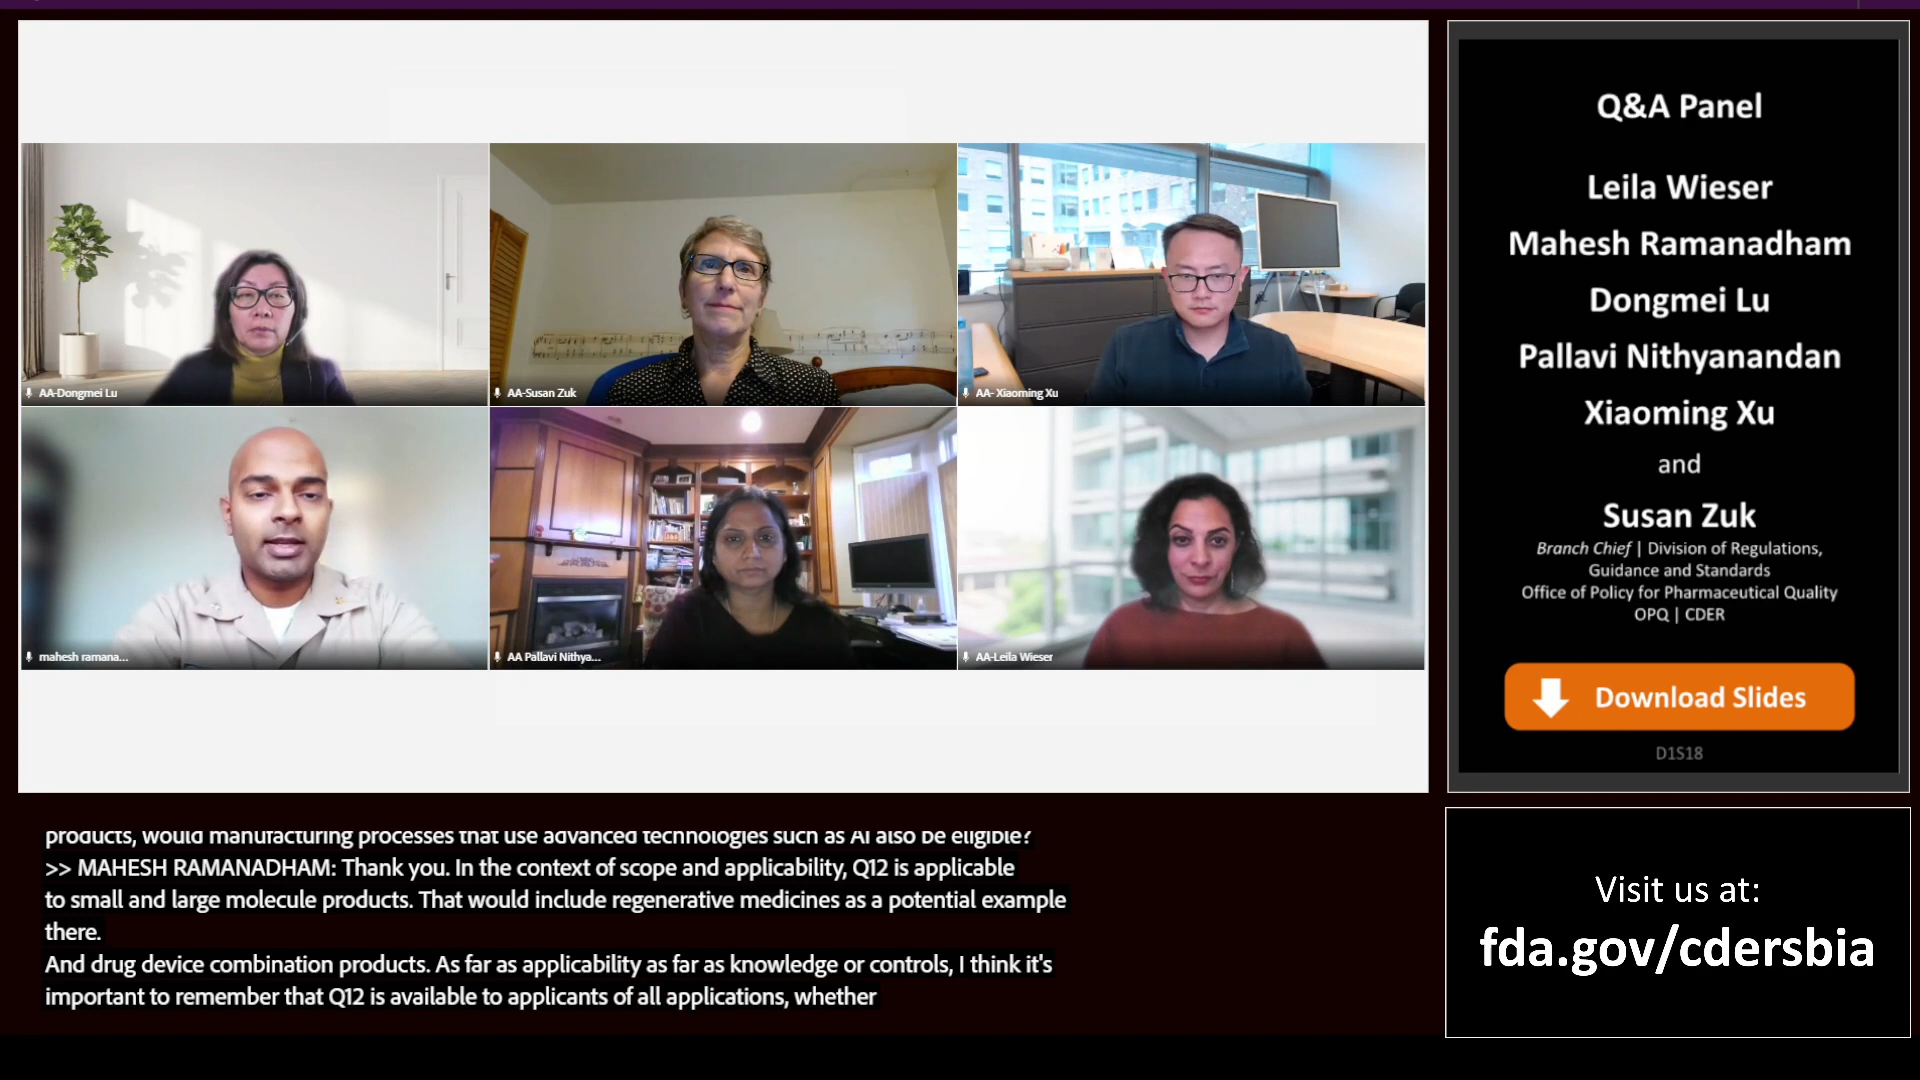 AA-Dongmei Lu
AA-Susan Zuk
AA- Xiaoming Xu
mahesh ramana...
AA Pallavi Nithya...
AA-Leila Wieser
Q&A Panel
Leila Wieser
Mahesh Ramanadham
Dongmei Lu
Pallavi Nithyanandan
Xiaoming Xu
and
Susan Zuk
Branch Chief | Division of Regulations,
Guidance and Standards
Office of Policy for Pharmaceutical Quality
OPQ | CDER
Download Slides
D1S18
products, would manufacturing processes that use advanced technologies such as AI also be eligible?
>> MAHESH RAMANADHAM: Thank you. In the context of scope and applicability, Q12 is applicable
to small and large molecule products. That would include regenerative medicines as a potential example
there.
And drug device combination products. As far as applicability as far as knowledge or controls, I think it's
important to remember that Q12 is available to applicants of all applications, whether
Visit us at:
fda.gov/cdersbia